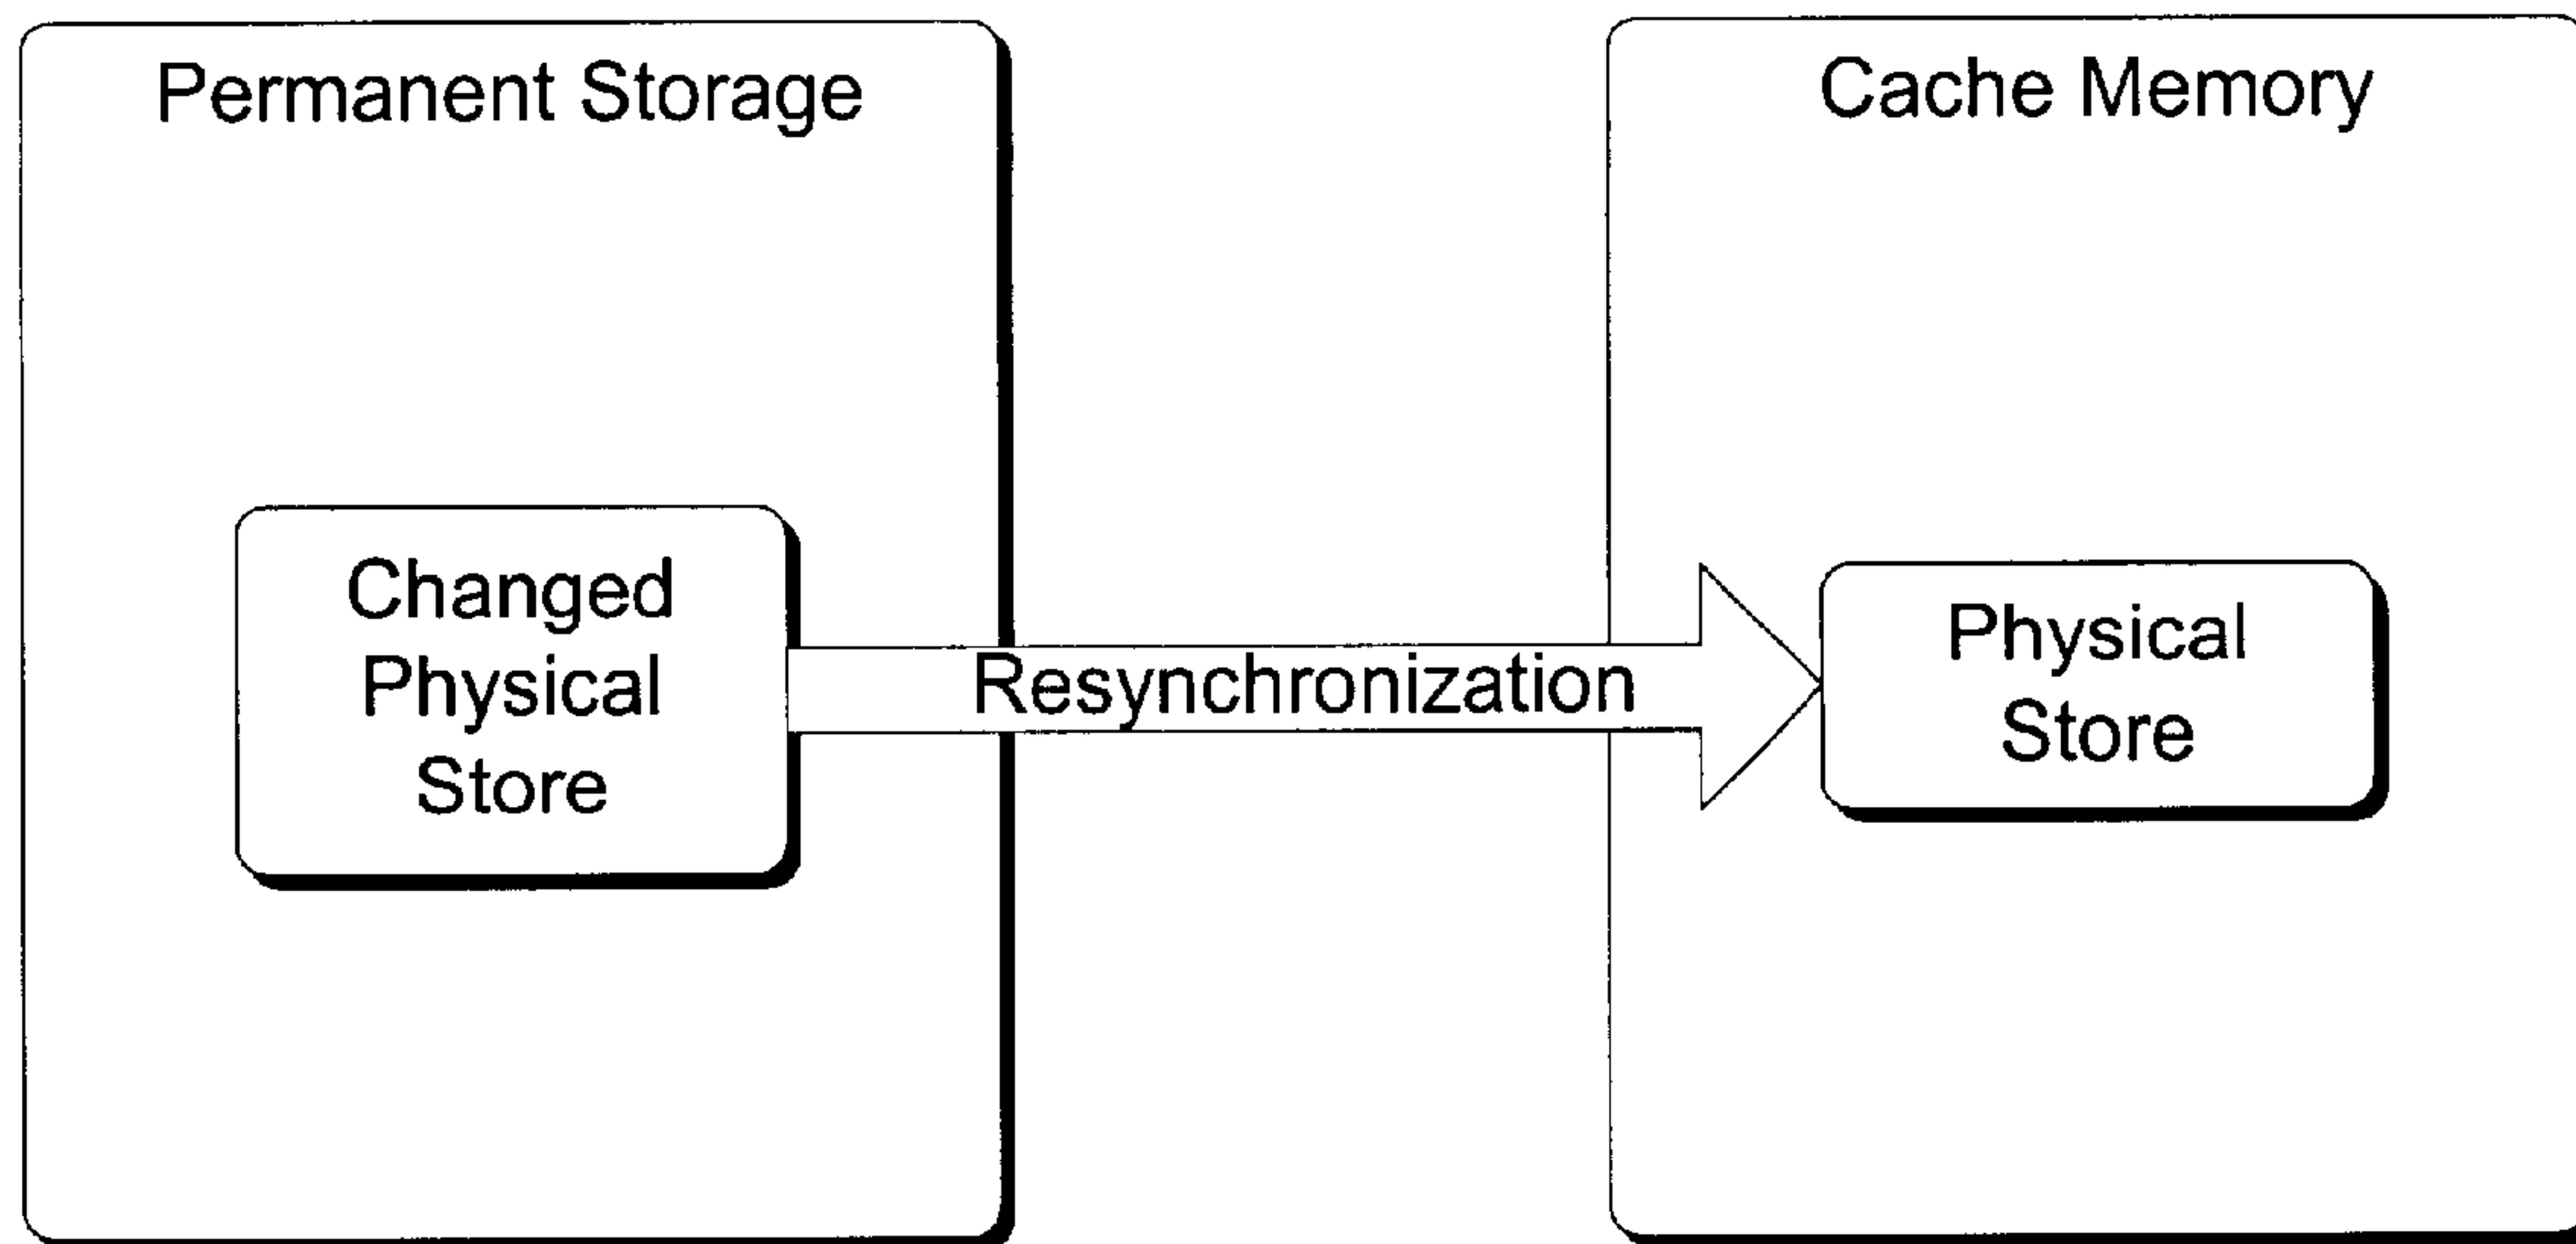 Permanent Storage
Cache Memory
Changed
Physical
Store
Resynchronization
Physical
Store